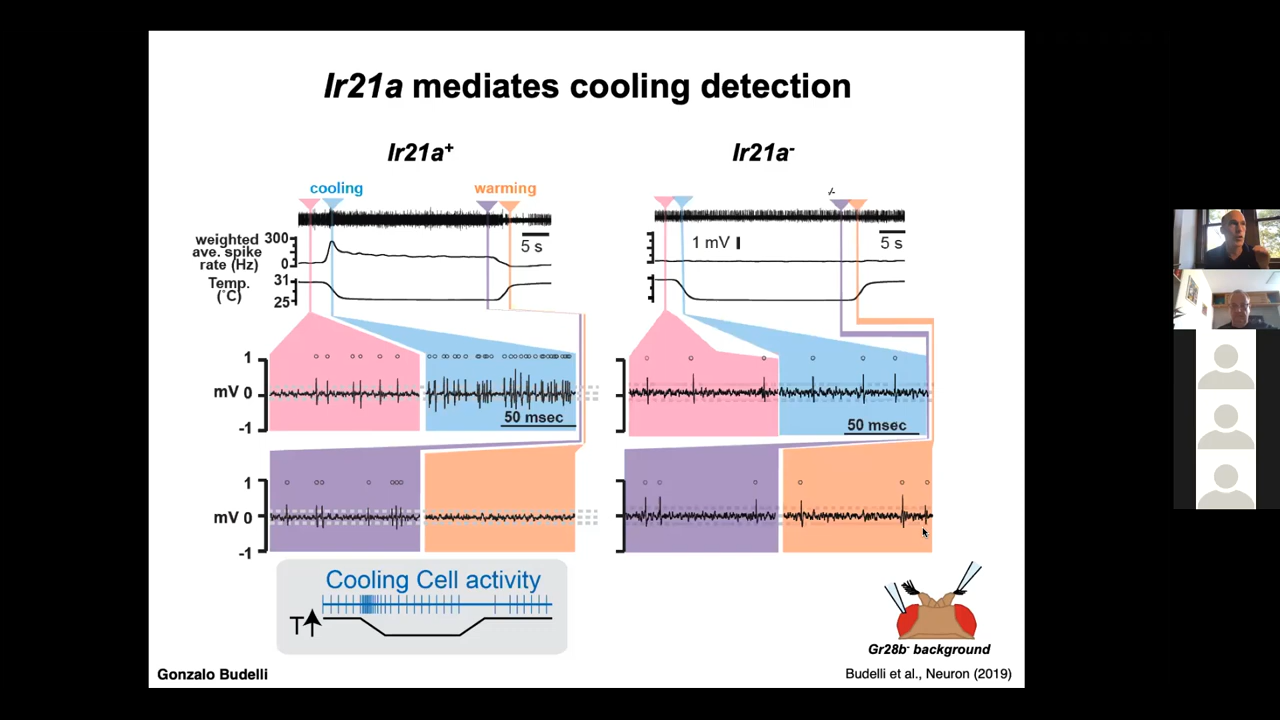 Ir21a mediates cooling detection
Ir21a+
Ir21a-
cooling
warming
5 s
weighted
ave. spike
rate (Hz)
300
0
Temp.
(˚C)
31
25
1 mV
5 s
1
mV 0
-1
50 msec
50 msec
1
mV 0
-1
Cooling Cell activity
T
Gr28b- background
Gonzalo Budelli
Budelli et al., Neuron (2019)